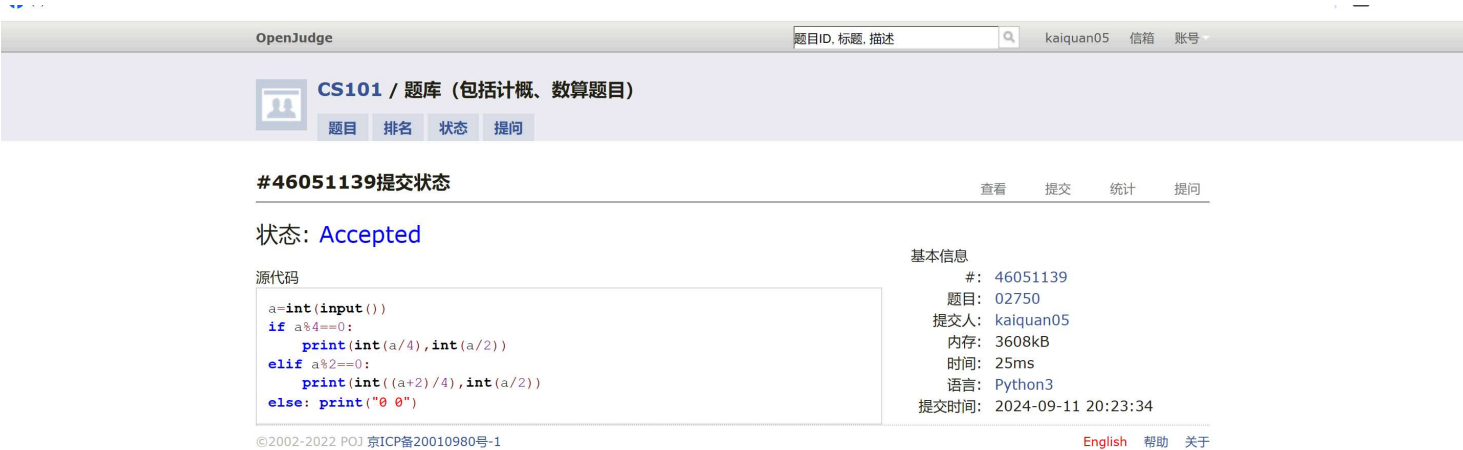 OpenJudge 题目ID, 标题, 描述 kaiquan05 信箱 账号
CS101 / 题库（包括计概、数算题目）
题目 排名 状态 提问
#46051139提交状态 查看 提交 统计 提问
状态: Accepted
源代码
a=int(input())
if a%4==0:
    print(int(a/4),int(a/2))
elif a%2==0:
    print(int((a+2)/4),int(a/2))
else: print("0 0")
基本信息
#: 46051139
题目: 02750
提交人: kaiquan05
内存: 3608kB
时间: 25ms
语言: Python3
提交时间: 2024-09-11 20:23:34
©2002-2022 POJ 京ICP备20010980号-1 English 帮助 关于